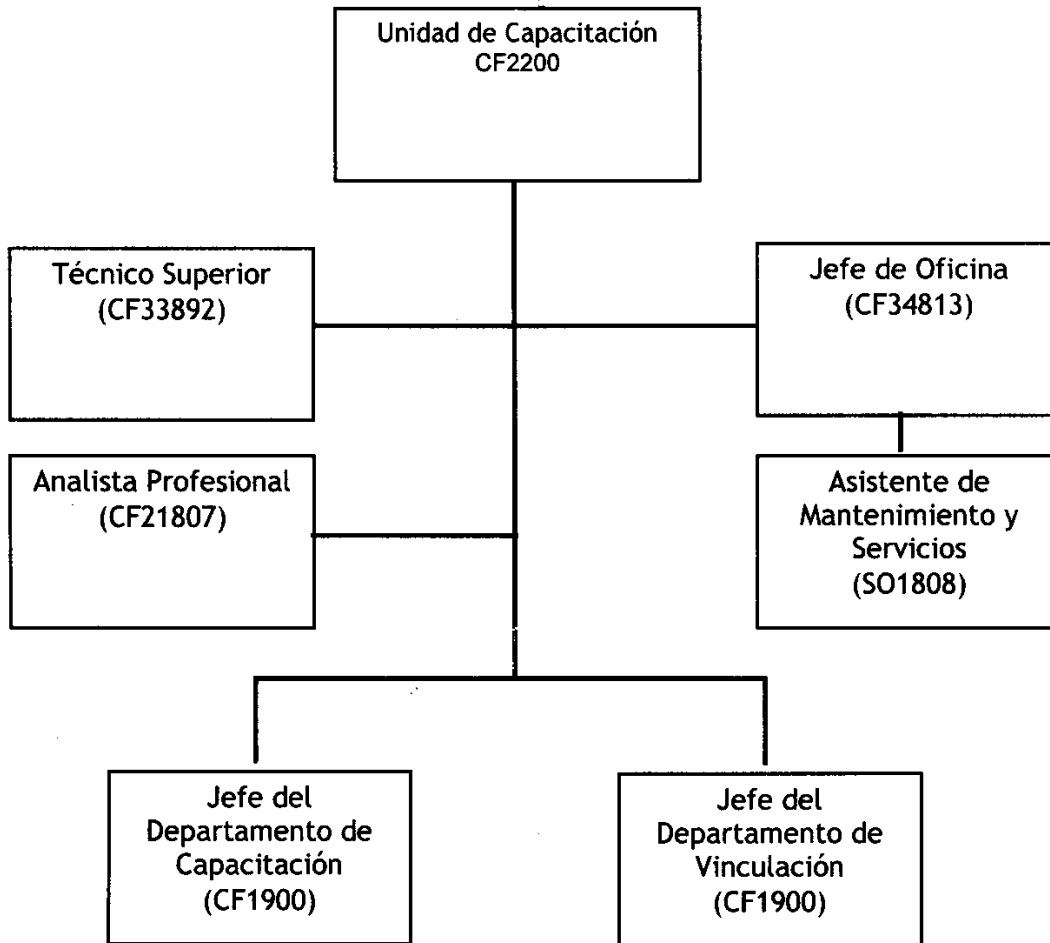 Unidad de Capacitación
CF2200
Técnico Superior
(CF33892)
Jefe de Oficina
(CF34813)
Analista Profesional
(CF21807)
Asistente de
Mantenimiento y
Servicios
(SO1808)
Jefe del
Departamento de
Capacitación
(CF1900)
Jefe del
Departamento de
Vinculación
(CF1900)